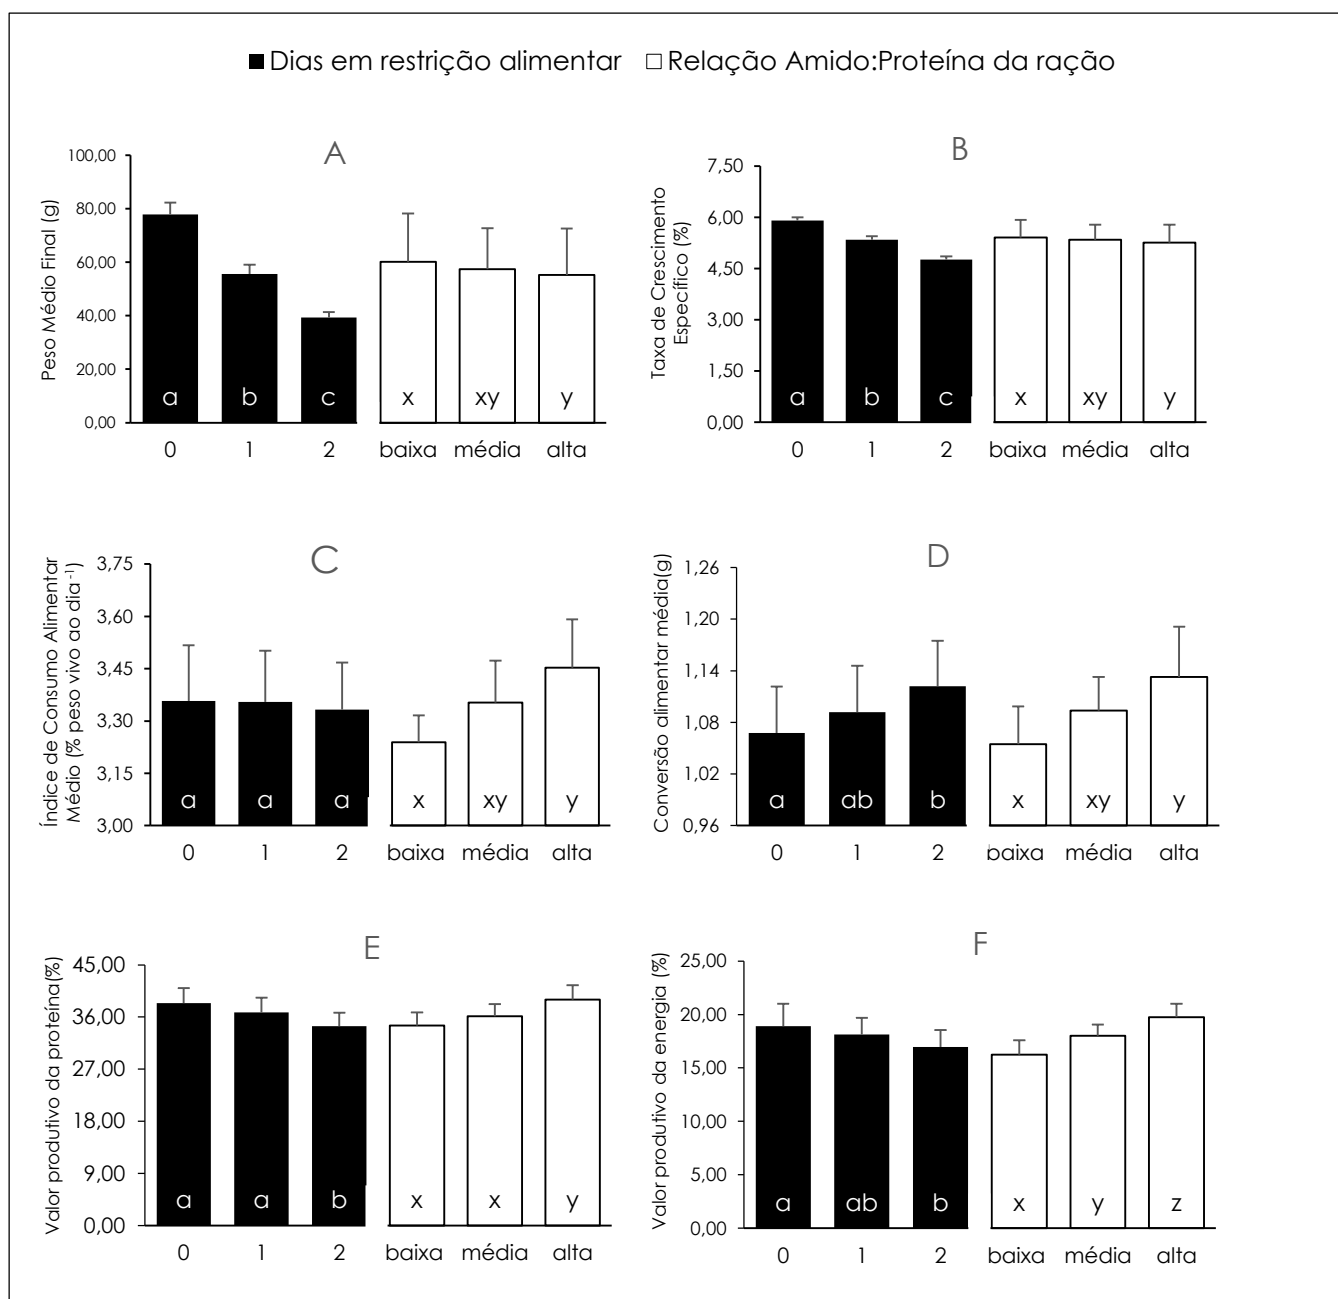 Dias em restrição alimentar Relação Amido:Proteína da ração
A
Peso Médio Final (g)
100,00
80,00
60,00
40,00
20,00
0,00
a b c x xy y
0 1 2 baixa média alta
B
Taxa de Crescimento
Específico (%)
7,50
6,00
4,50
3,00
1,50
0,00
a b c x xy y
0 1 2 baixa média alta
C
Índice de Consumo Alimentar
Médio (% peso vivo ao dia⁻¹)
3,75
3,60
3,45
3,30
3,15
3,00
a a a x xy y
0 1 2 baixa média alta
D
Conversão alimentar média(g)
1,26
1,20
1,14
1,08
1,02
0,96
a ab b x xy y
0 1 2 baixa média alta
E
Valor produtivo da proteína(%)
45,00
36,00
27,00
18,00
9,00
0,00
a a b x x y
0 1 2 baixa média alta
F
Valor produtivo da energia (%)
25,00
20,00
15,00
10,00
5,00
0,00
a ab b x y z
0 1 2 baixa média alta